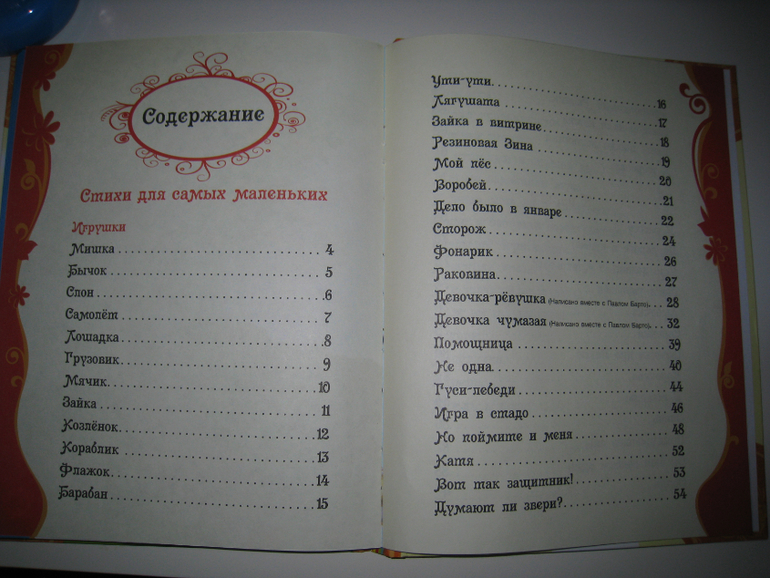 Содержание
Стихи для самых маленьких
Игрушки
Мишка 4
Бычок 5
Слон 6
Самолёт 7
Лошадка 8
Грузовик 9
Мячик 10
Зайка 11
Козлёнок 12
Кораблик 13
Флажок 14
Барабан 15
Ути-ути 16
Лягушата 17
Зайка в витрине 18
Резиновая Зина 19
Мой пёс 20
Воробей 21
Дело было в январе 22
Сторож 24
Фонарик 26
Раковина 27
Девочка-рёвушка (Написано вместе с Павлом Барто) 28
Девочка чумазая (Написано вместе с Павлом Барто) 32
Помощница 39
Не одна 40
Гуси-лебеди 44
Игра в стадо 46
Но поймите и меня 48
Катя 52
Вот так защитник! 53
Думают ли звери? 54